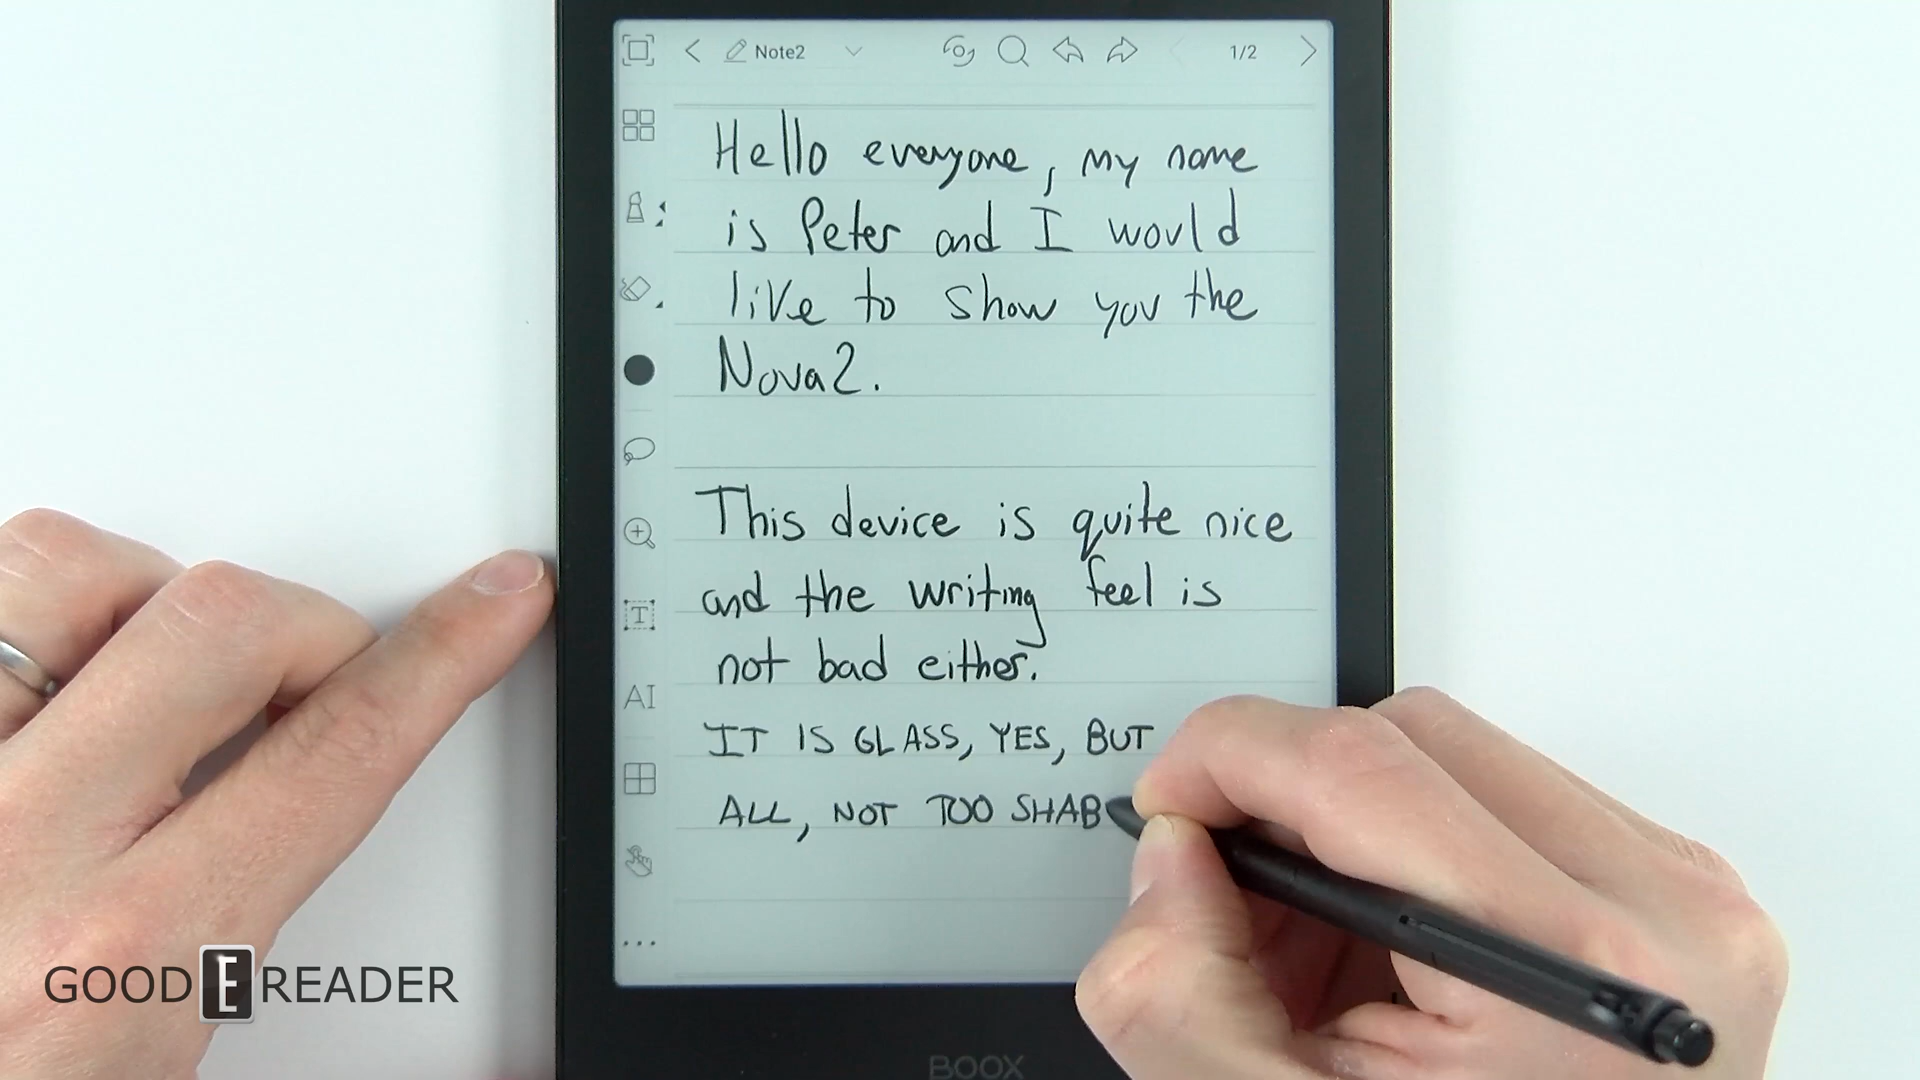 Note2
1/2
Hello everyone, my name
is Peter and I would
like to show you the
Nova2.
This device is quite nice
and the writing feel is
not bad either.
IT IS GLASS, YES, BUT
ALL, NOT TOO SHAB
T
AI
GOOD E READER
BOOX